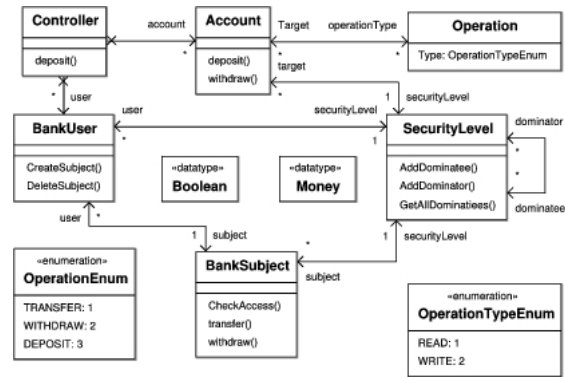 Controller
account
Account
Target
operationType
Operation
deposit()
*
*
*
*
Type: OperationTypeEnum
deposit()
withdraw()
target
*
*
user
1
securityLevel
BankUser
user
securityLevel
SecurityLevel
dominator
*
1
*
CreateSubject()
DeleteSubject()
«datatype»
Boolean
«datatype»
Money
AddDominatee()
AddDominator()
GetAllDominatiees()
*
dominatee
user
*
1
subject
*
1
securityLevel
subject
«enumeration»
OperationEnum
TRANSFER: 1
WITHDRAW: 2
DEPOSIT: 3
BankSubject
CheckAccess()
transfer()
withdraw()
«enumeration»
OperationTypeEnum
READ: 1
WRITE: 2